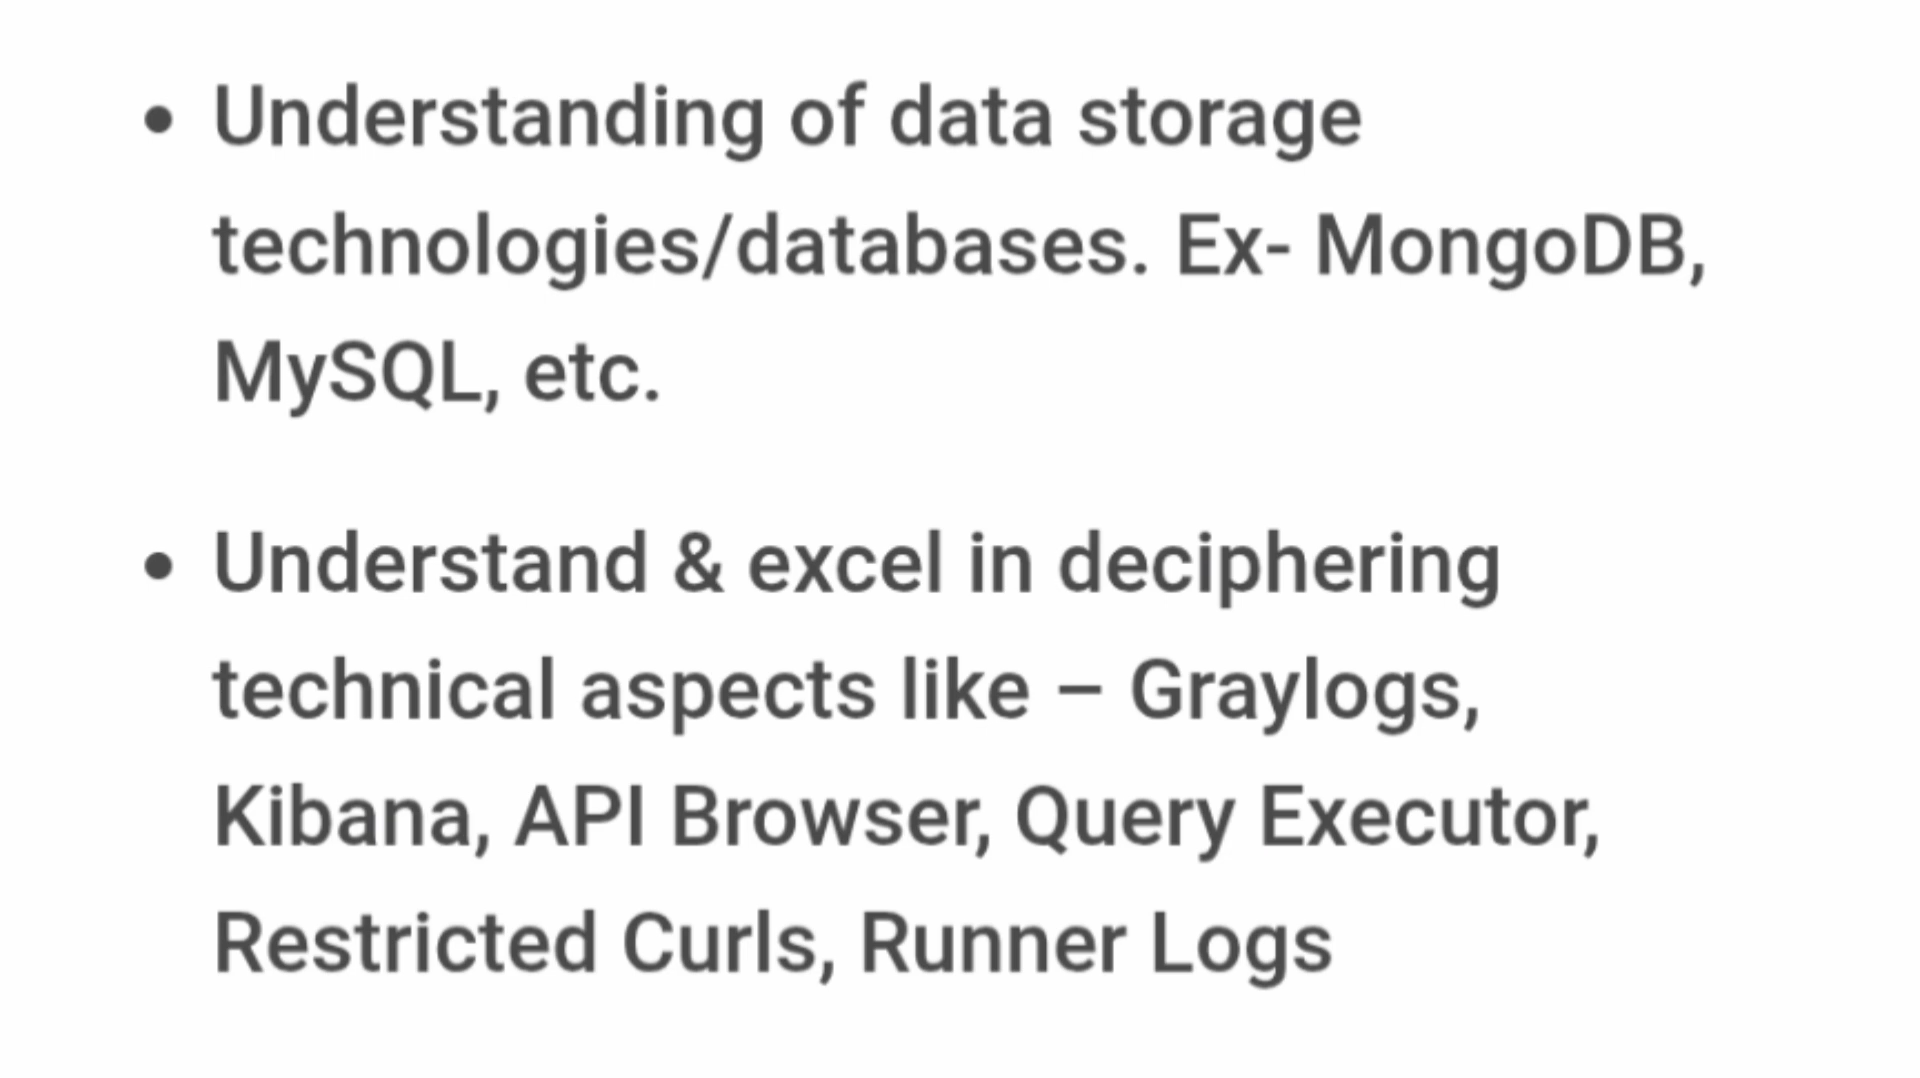 • Understanding of data storage
technologies/databases. Ex- MongoDB,
MySQL, etc.
• Understand & excel in deciphering
technical aspects like – Graylogs,
Kibana, API Browser, Query Executor,
Restricted Curls, Runner Logs